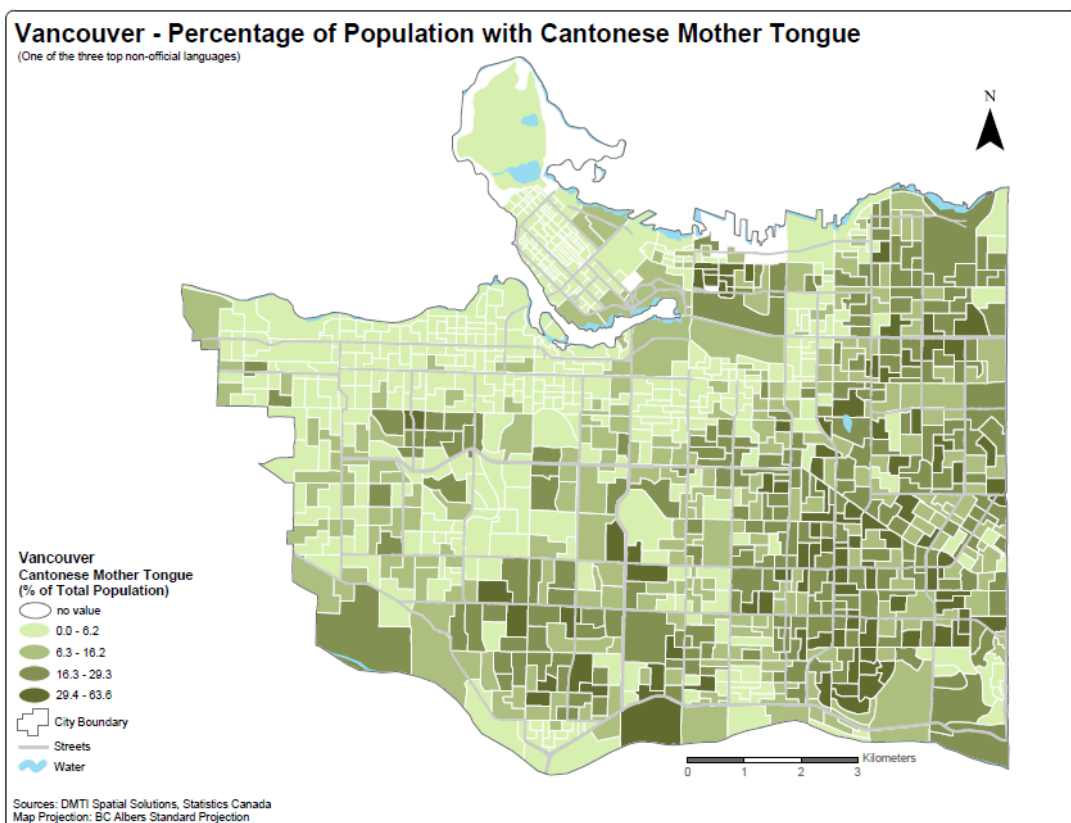 Vancouver - Percentage of Population with Cantonese Mother Tongue
(One of the three top non-official languages)
N
Vancouver
Cantonese Mother Tongue
(% of Total Population)
no value
0.0 - 6.2
6.3 - 16.2
16.3 - 29.3
29.4 - 63.6
City Boundary
Streets
Water
Kilometers
0 1 2 3
Sources: DMTI Spatial Solutions, Statistics Canada
Map Projection: BC Albers Standard Projection